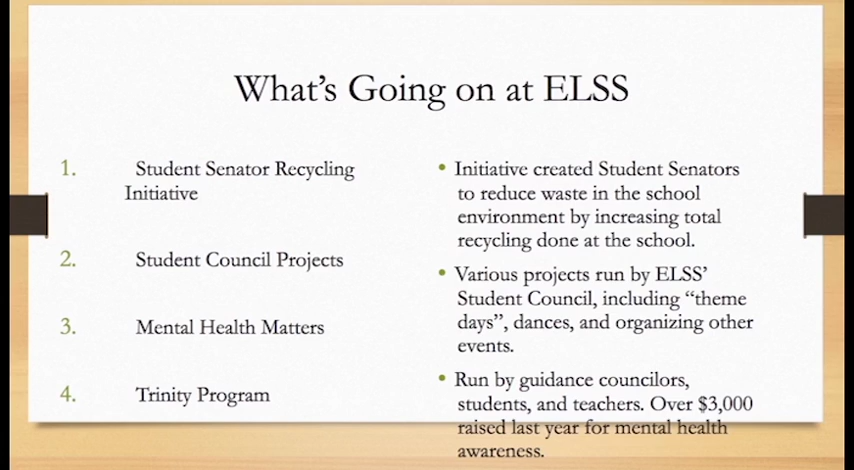 What's Going on at ELSS
1. Student Senator Recycling
Initiative
2. Student Council Projects
3. Mental Health Matters
4. Trinity Program
• Initiative created Student Senators
to reduce waste in the school
environment by increasing total
recycling done at the school.
• Various projects run by ELSS'
Student Council, including “theme
days”, dances, and organizing other
events.
• Run by guidance councilors,
students, and teachers. Over $3,000
raised last year for mental health
awareness.